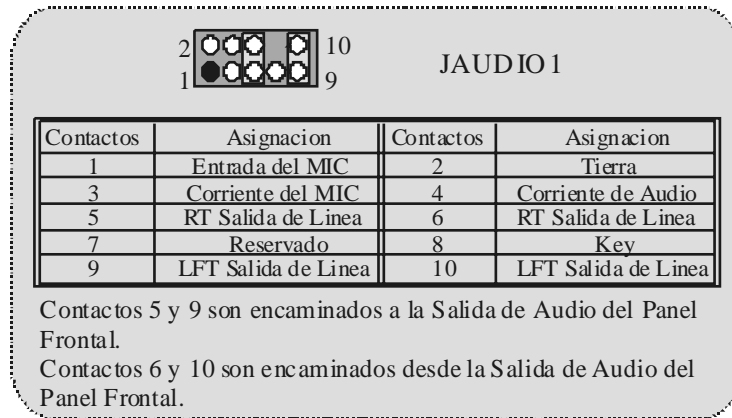 2 10
JAUDIO1
1 9
Contactos Asignacion Contactos Asignacion
1 Entrada del MIC 2 Tierra
3 Corriente del MIC 4 Corriente de Audio
5 RT Salida de Linea 6 RT Salida de Linea
7 Reservado 8 Key
9 LFT Salida de Linea 10 LFT Salida de Linea
Contactos 5 y 9 son encaminados a la Salida de Audio del Panel
Frontal.
Contactos 6 y 10 son encaminados desde la Salida de Audio del
Panel Frontal.